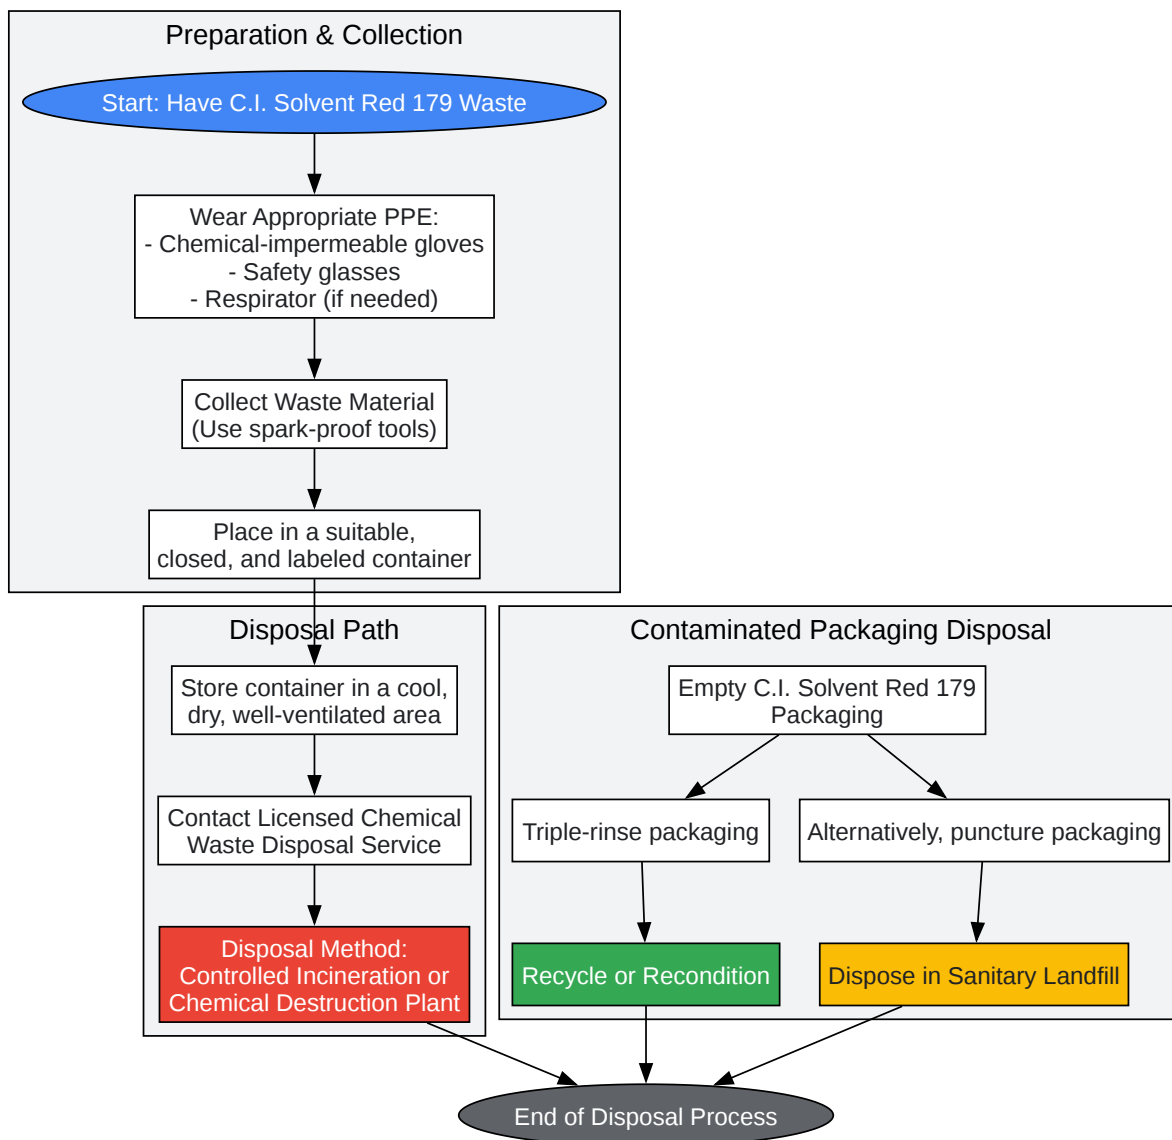 Preparation & Collection
Start: Have C.I. Solvent Red 179 Waste
Wear Appropriate PPE:
- Chemical-impermeable gloves
- Safety glasses
- Respirator (if needed)
Collect Waste Material
(Use spark-proof tools)
Place in a suitable,
closed, and labeled container
Disposal Path
Store container in a cool,
dry, well-ventilated area
Contact Licensed Chemical
Waste Disposal Service
Disposal Method:
Controlled Incineration or
Chemical Destruction Plant
Contaminated Packaging Disposal
Empty C.I. Solvent Red 179
Packaging
Triple-rinse packaging
Alternatively, puncture packaging
Recycle or Recondition
Dispose in Sanitary Landfill
End of Disposal Process